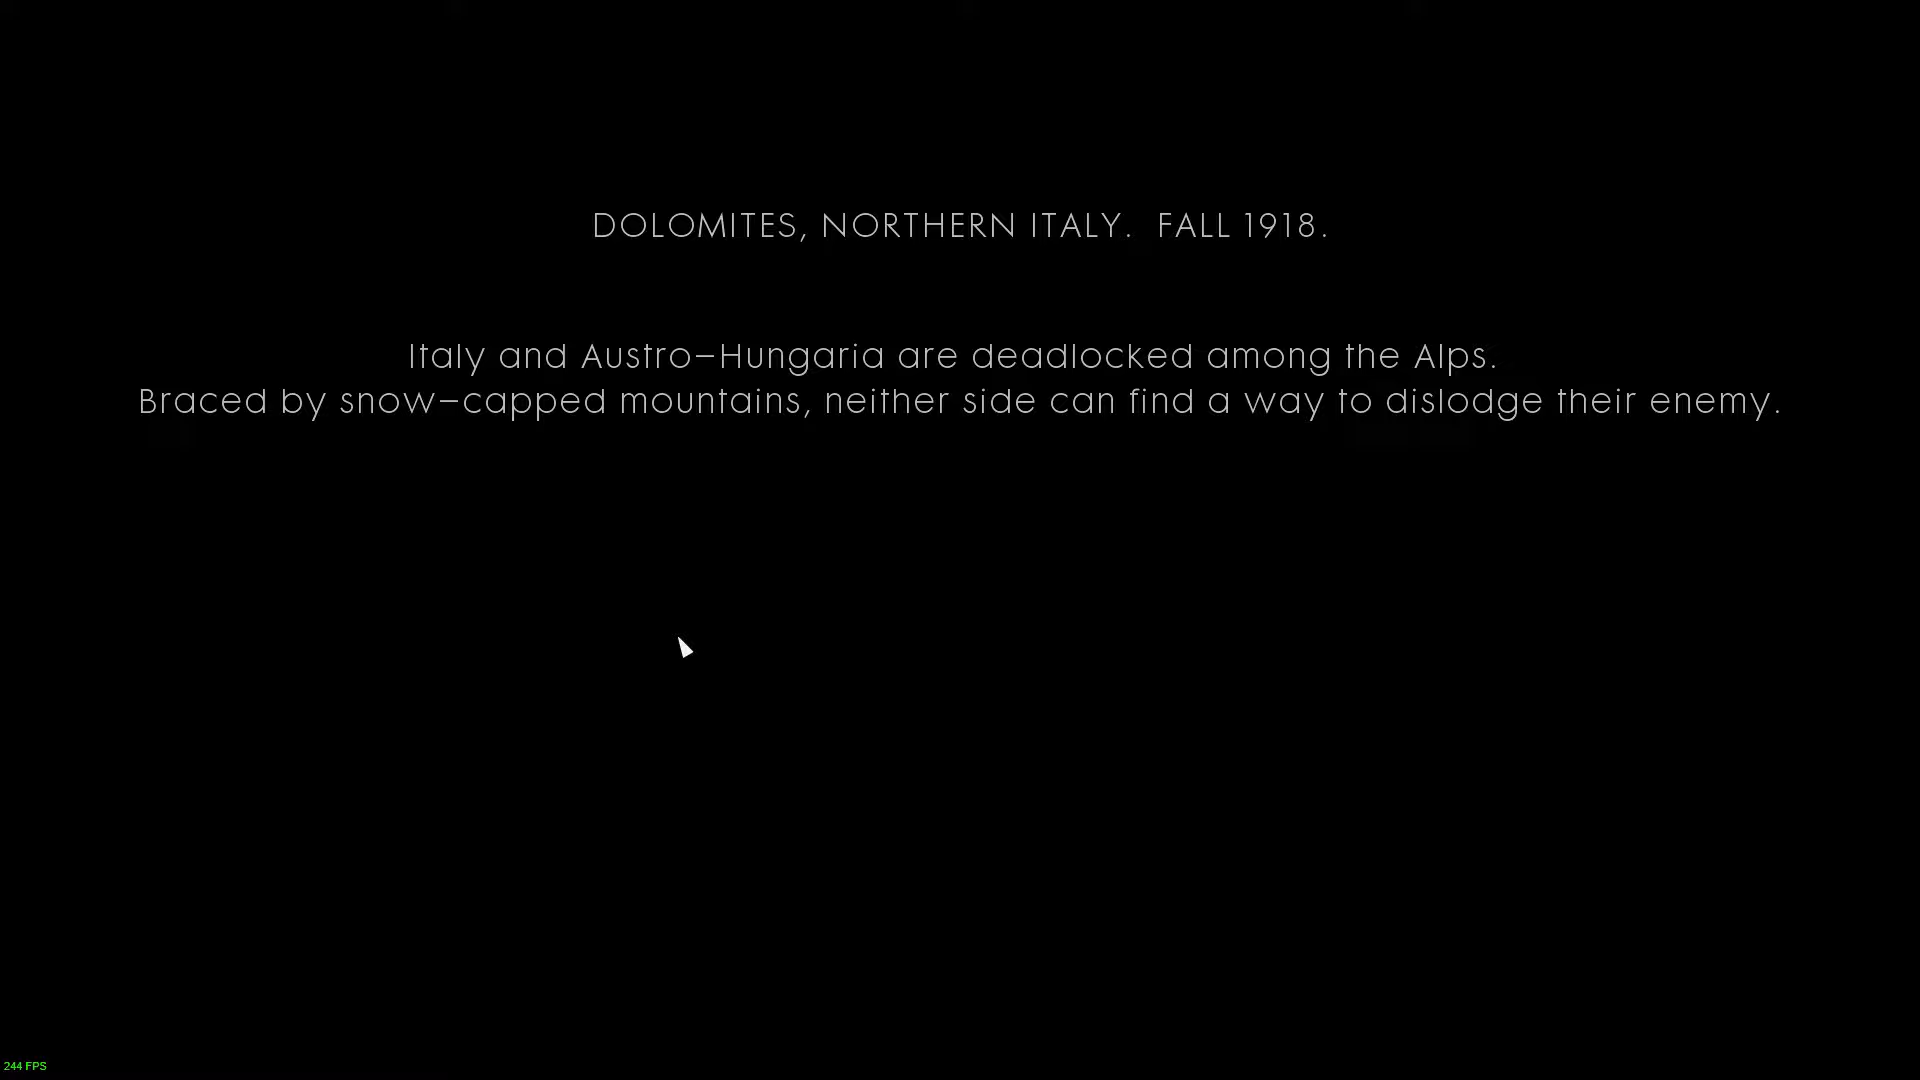 DOLOMITES, NORTHERN ITALY.  FALL 1918.
Italy and Austro-Hungaria are deadlocked among the Alps.
Braced by snow-capped mountains, neither side can find a way to dislodge their enemy.
244 FPS